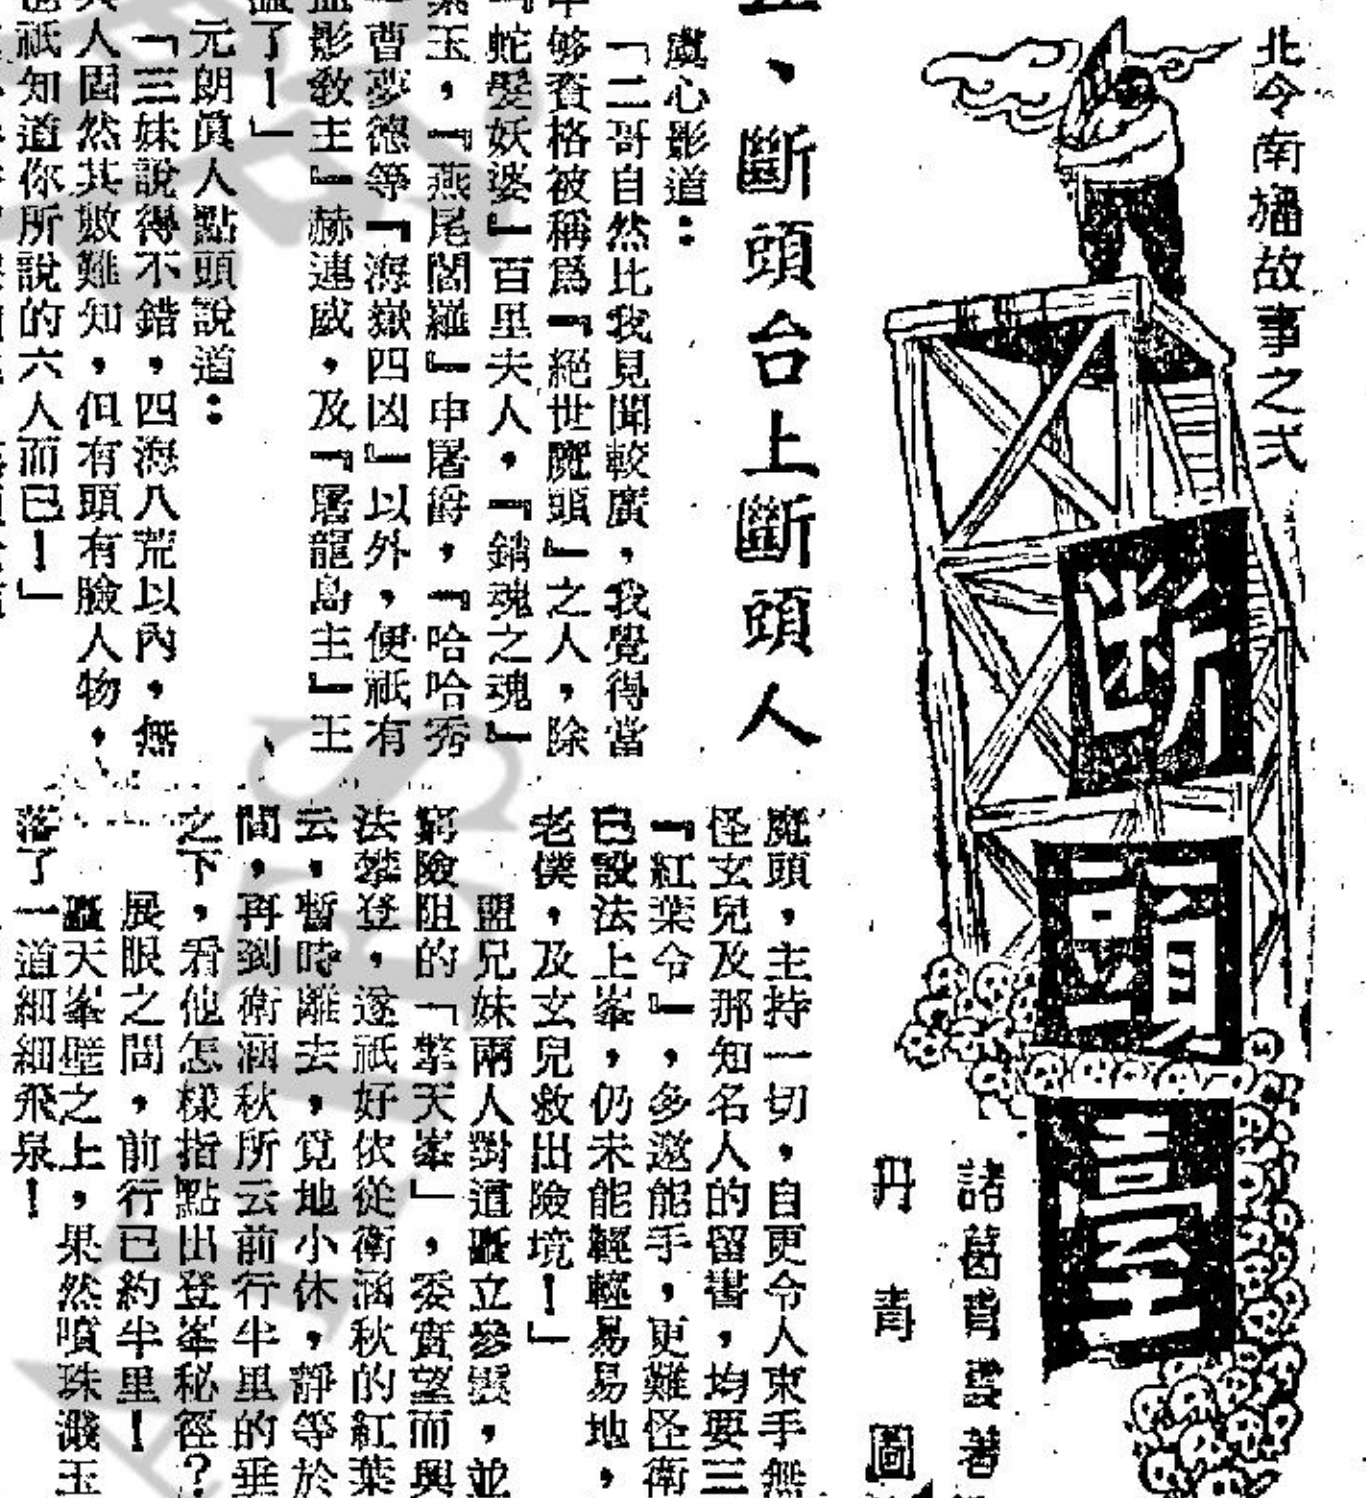 北令南旛故事之弍
断頭臺
諸葛青雲著
丹青圖
、斷頭台上斷頭人
虞心影道：
「二哥自然比我見聞較廣，我覺得當
中够資格被稱爲『絕世魔頭』之人，除
『蛇髮妖婆』百里夫人，『銷魂之魂』
葉玉，『燕尾閻羅』申屠爵，『哈哈秀
曹夢德等『海嶽四凶』以外，便祇有
血影敎主』赫連威，及『屠龍島主』王
了！」
元朗眞人點頭說道：
「三妹說得不錯，四海八荒以內，無
人固然其數難知，但有頭有臉人物，
祇知道你所說的六人而已！」
魔頭，主持一切，自更令人束手無
怪玄兒及那知名人的留書，均要三
『紅葉令』，多邀能手，更難怪衛
已設法上峯，仍未能輕輕易易地，
老僕，及玄兒救出險境！」
盟兄妹兩人對這矗立參雲，並
窮險阻的「擎天峯」，委實望而興
法攀登，遂祇好依從衛涵秋的紅葉
云，暫時離去，覓地小休，靜等於
間，再到衛涵秋所云前行半里的垂
之下，看他怎樣指點出登峯秘徑？
展眼之間，前行已約半里！
矗天峯壁之上，果然噴珠濺玉
落了一道細細飛泉！